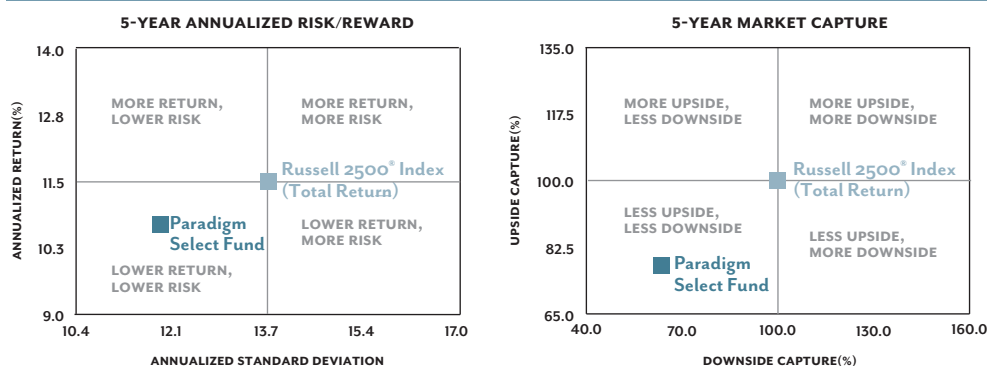 5-YEAR ANNUALIZED RISK/REWARD
14.0
12.8
11.5
10.3
9.0
ANNUALIZED RETURN(%)
MORE RETURN,
LOWER RISK
MORE RETURN,
MORE RISK
Russell 2500® Index
(Total Return)
Paradigm
Select Fund
LOWER RETURN,
MORE RISK
LOWER RETURN,
LOWER RISK
10.4 12.1 13.7 15.4 17.0
ANNUALIZED STANDARD DEVIATION
5-YEAR MARKET CAPTURE
135.0
117.5
100.0
82.5
65.0
UPSIDE CAPTURE(%)
MORE UPSIDE,
LESS DOWNSIDE
MORE UPSIDE,
MORE DOWNSIDE
Russell 2500® Index
(Total Return)
LESS UPSIDE,
LESS DOWNSIDE
LESS UPSIDE,
MORE DOWNSIDE
Paradigm
Select Fund
40.0 70.0 100.0 130.0 160.0
DOWNSIDE CAPTURE(%)